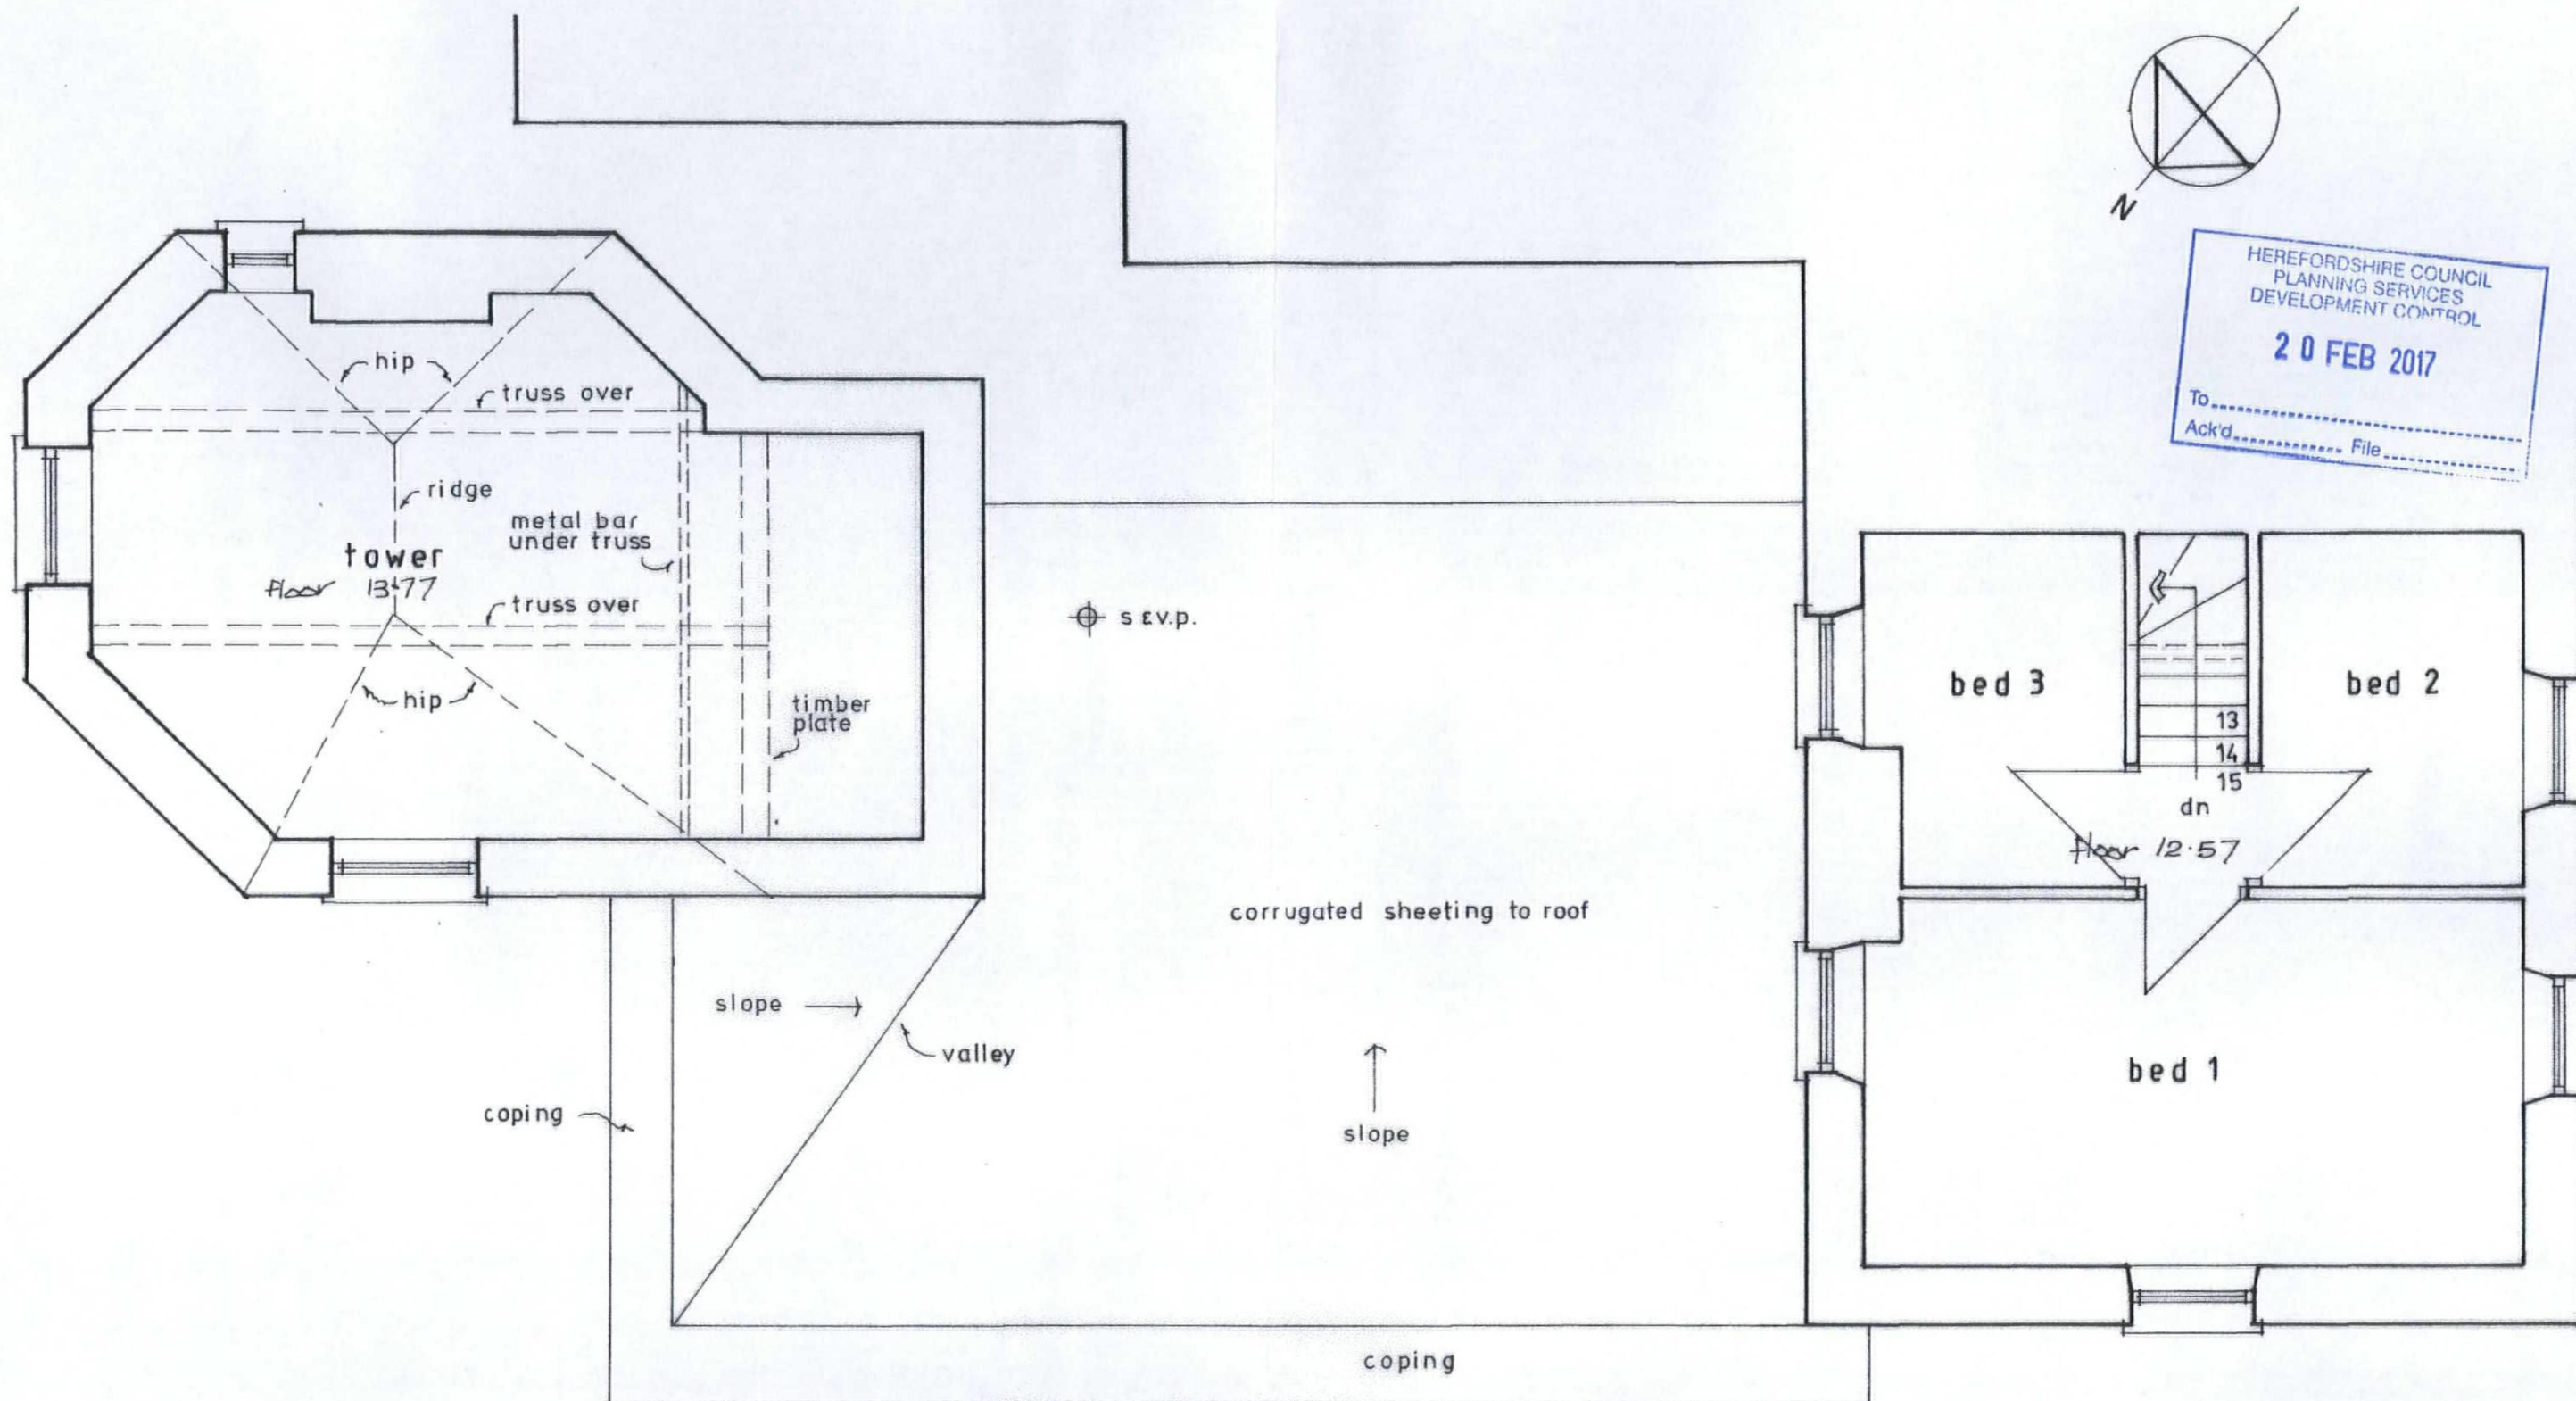 N
HEREFORDSHIRE COUNCIL
PLANNING SERVICES
DEVELOPMENT CONTROL
20 FEB 2017
To
Ack'd File
hip
truss over
ridge
metal bar
under truss
tower
floor 13.77
truss over
hip
timber
plate
s &v.p.
bed 3
bed 2
13
14
15
dn
floor 12.57
corrugated sheeting to roof
slope
valley
coping
slope
bed 1
coping